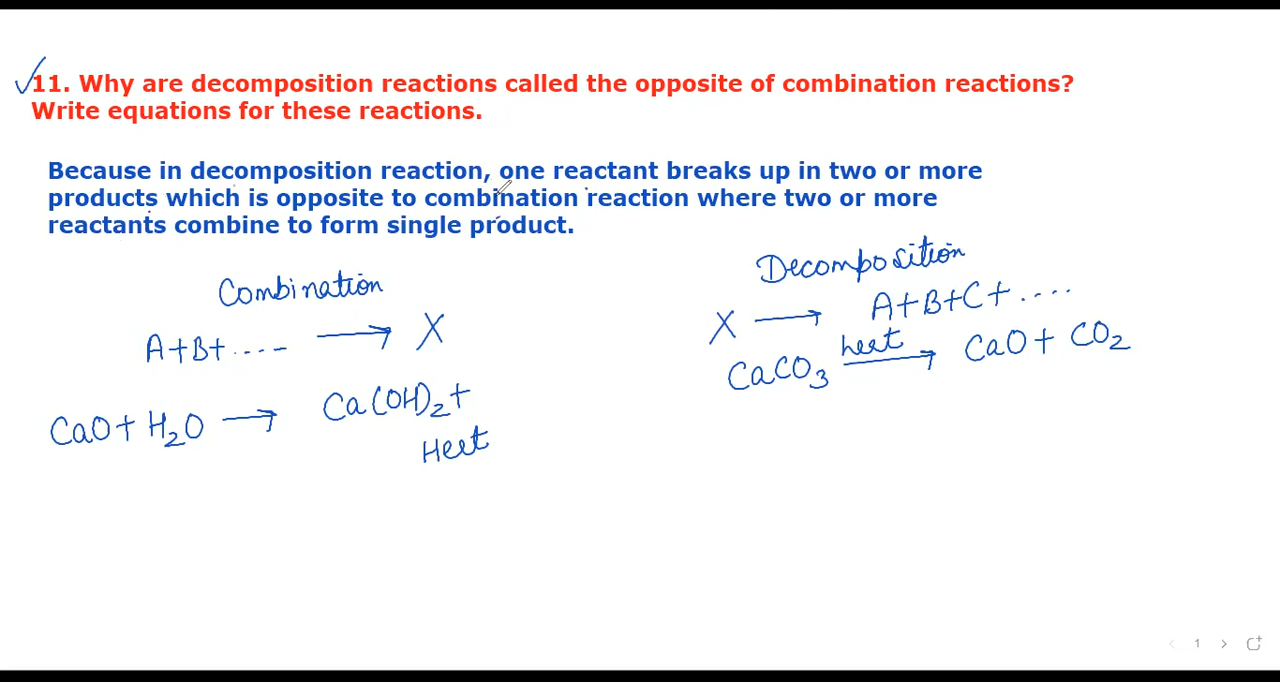 11. Why are decomposition reactions called the opposite of combination reactions?
Write equations for these reactions.
Because in decomposition reaction, one reactant breaks up in two or more
products which is opposite to combination reaction where two or more
reactants combine to form single product.
Combination
A+B+.... ⟶ X
CaO + H₂O ⟶ Ca(OH)₂ +
Heat
Decomposition
X ⟶ A+B+C+....
CaCO₃ heat⟶ CaO + CO₂
1